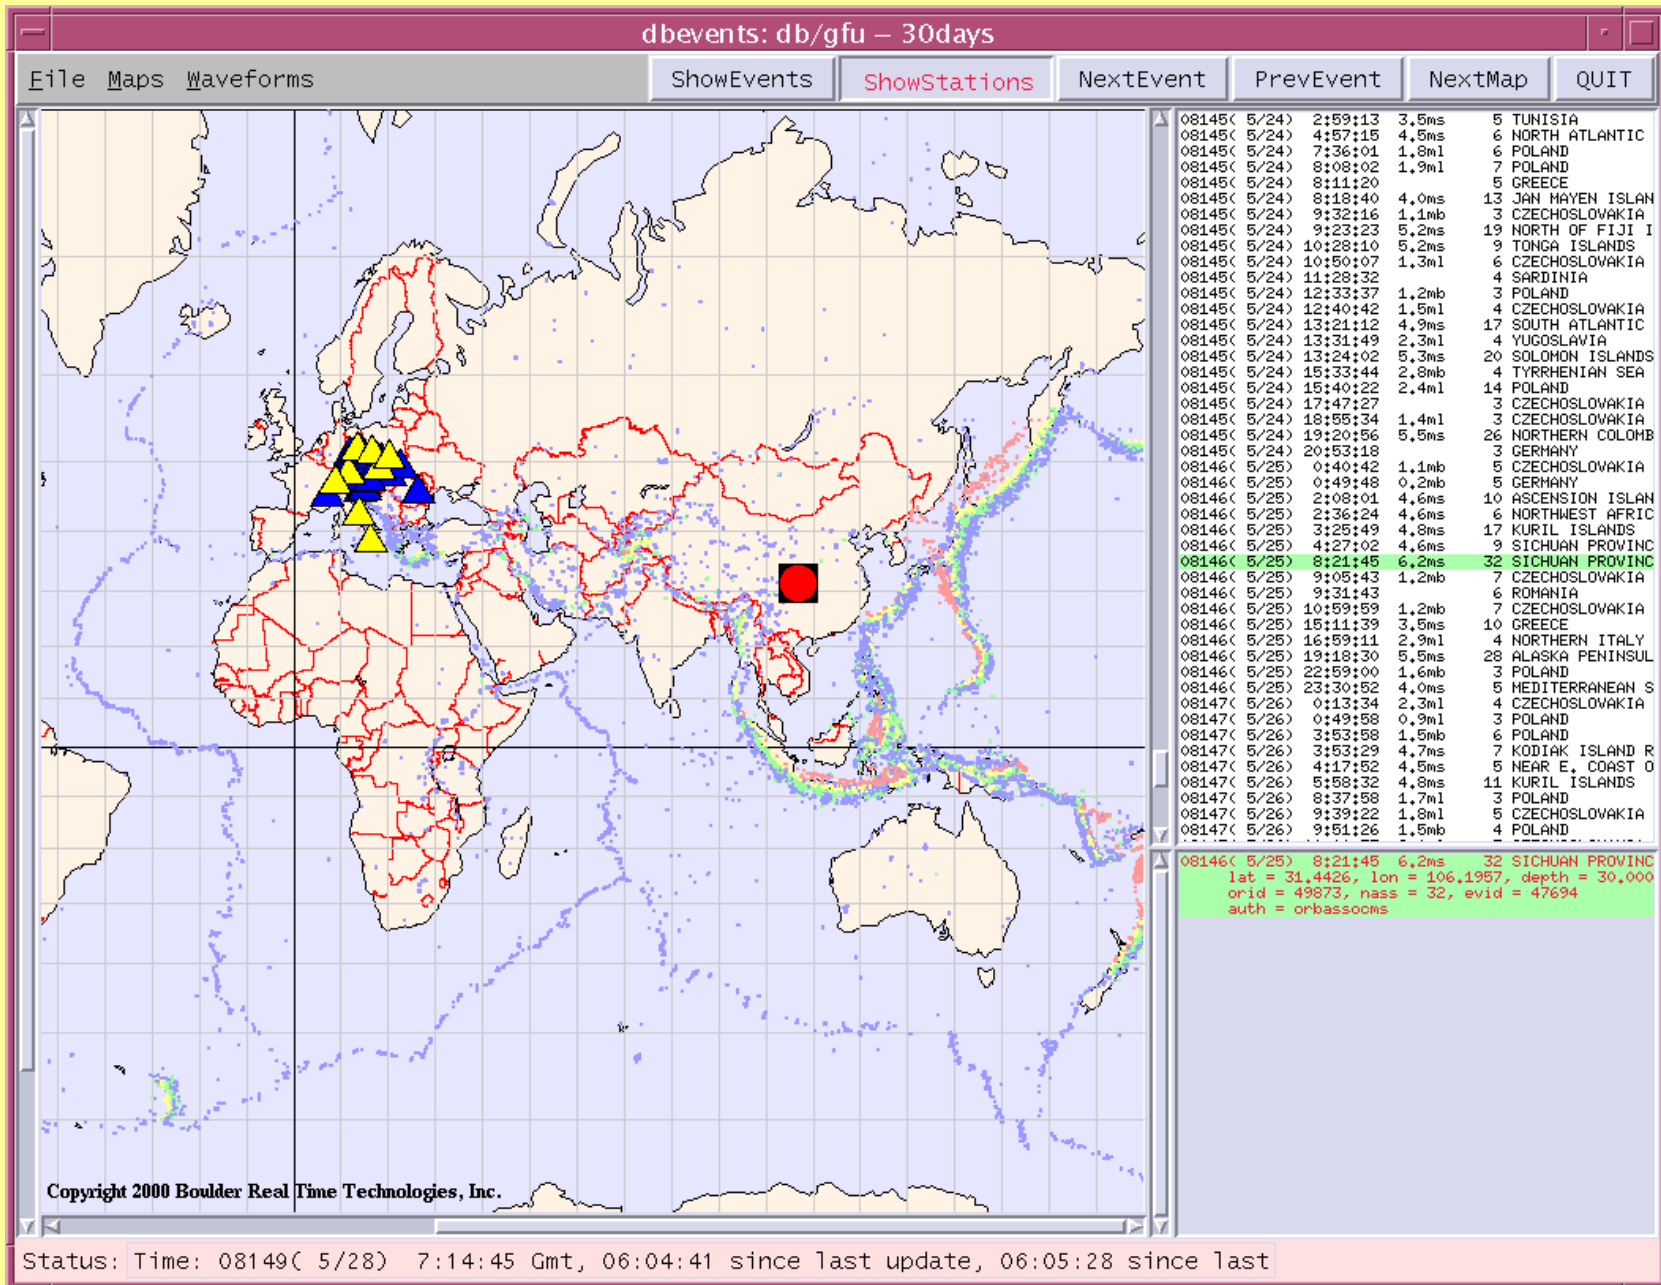 dbevents: db/gfu – 30days
File Maps Waveforms ShowEvents ShowStations NextEvent PrevEvent NextMap QUIT
08145( 5/24) 2:59:13 3.5ms 5 TUNISIA
08145( 5/24) 4:57:15 4.5ms 6 NORTH ATLANTIC
08145( 5/24) 7:36:01 1.8ml 6 POLAND
08145( 5/24) 8:08:02 1.9ml 7 POLAND
08145( 5/24) 8:11:20 5 GREECE
08145( 5/24) 8:18:40 4.0ms 13 JAN MAYEN ISLAN
08145( 5/24) 9:32:16 1.1mb 3 CZECHOSLOVAKIA
08145( 5/24) 9:23:23 5.2ms 19 NORTH OF FIJI I
08145( 5/24) 10:28:10 5.2ms 9 TONGA ISLANDS
08145( 5/24) 10:50:07 1.3ml 6 CZECHOSLOVAKIA
08145( 5/24) 11:28:32 4 SARDINIA
08145( 5/24) 12:33:37 1.2mb 3 POLAND
08145( 5/24) 12:40:42 1.5ml 4 CZECHOSLOVAKIA
08145( 5/24) 13:21:12 4.9ms 17 SOUTH ATLANTIC
08145( 5/24) 13:31:49 2.3ml 4 YUGOSLAVIA
08145( 5/24) 13:24:02 5.3ms 20 SOLOMON ISLANDS
08145( 5/24) 15:33:44 2.8mb 4 TYRRHENIAN SEA
08145( 5/24) 15:40:22 2.4ml 14 POLAND
08145( 5/24) 17:47:27 3 CZECHOSLOVAKIA
08145( 5/24) 18:55:34 1.4ml 3 CZECHOSLOVAKIA
08145( 5/24) 19:20:56 5.5ms 26 NORTHERN COLOMB
08145( 5/24) 20:53:18 3 GERMANY
08146( 5/25) 0:40:42 1.1mb 5 CZECHOSLOVAKIA
08146( 5/25) 0:49:48 0.2mb 5 GERMANY
08146( 5/25) 2:08:01 4.6ms 10 ASCENSION ISLAN
08146( 5/25) 2:36:24 4.6ms 6 NORTHWEST AFRIC
08146( 5/25) 3:25:49 4.8ms 17 KURIL ISLANDS
08146( 5/25) 4:27:02 4.6ms 9 SICHUAN PROVINC
08146( 5/25) 8:21:45 6.2ms 32 SICHUAN PROVINC
08146( 5/25) 9:05:43 1.2mb 7 CZECHOSLOVAKIA
08146( 5/25) 9:31:43 6 ROMANIA
08146( 5/25) 10:59:59 1.2mb 7 CZECHOSLOVAKIA
08146( 5/25) 15:11:39 3.5ms 10 GREECE
08146( 5/25) 16:59:11 2.9ml 4 NORTHERN ITALY
08146( 5/25) 19:18:30 5.5ms 28 ALASKA PENINSUL
08146( 5/25) 22:59:00 1.6mb 3 POLAND
08146( 5/25) 23:30:52 4.0ms 5 MEDITERRANEAN S
08147( 5/26) 0:13:34 2.3ml 4 CZECHOSLOVAKIA
08147( 5/26) 0:49:58 0.9ml 3 POLAND
08147( 5/26) 3:53:58 1.5mb 6 POLAND
08147( 5/26) 3:53:29 4.7ms 7 KODIAK ISLAND R
08147( 5/26) 4:17:52 4.5ms 5 NEAR E. COAST O
08147( 5/26) 5:58:32 4.8ms 11 KURIL ISLANDS
08147( 5/26) 8:37:58 1.7ml 3 POLAND
08147( 5/26) 9:39:22 1.8ml 5 CZECHOSLOVAKIA
08147( 5/26) 9:51:26 1.5mb 4 POLAND
08146( 5/25) 8:21:45 6.2ms 32 SICHUAN PROVINC
lat = 31.4426, lon = 106.1957, depth = 30.000
orid = 49873, nass = 32, evid = 47694
auth = orbassocms
Copyright 2000 Boulder Real Time Technologies, Inc.
Status: Time: 08149( 5/28) 7:14:45 Gmt, 06:04:41 since last update, 06:05:28 since last